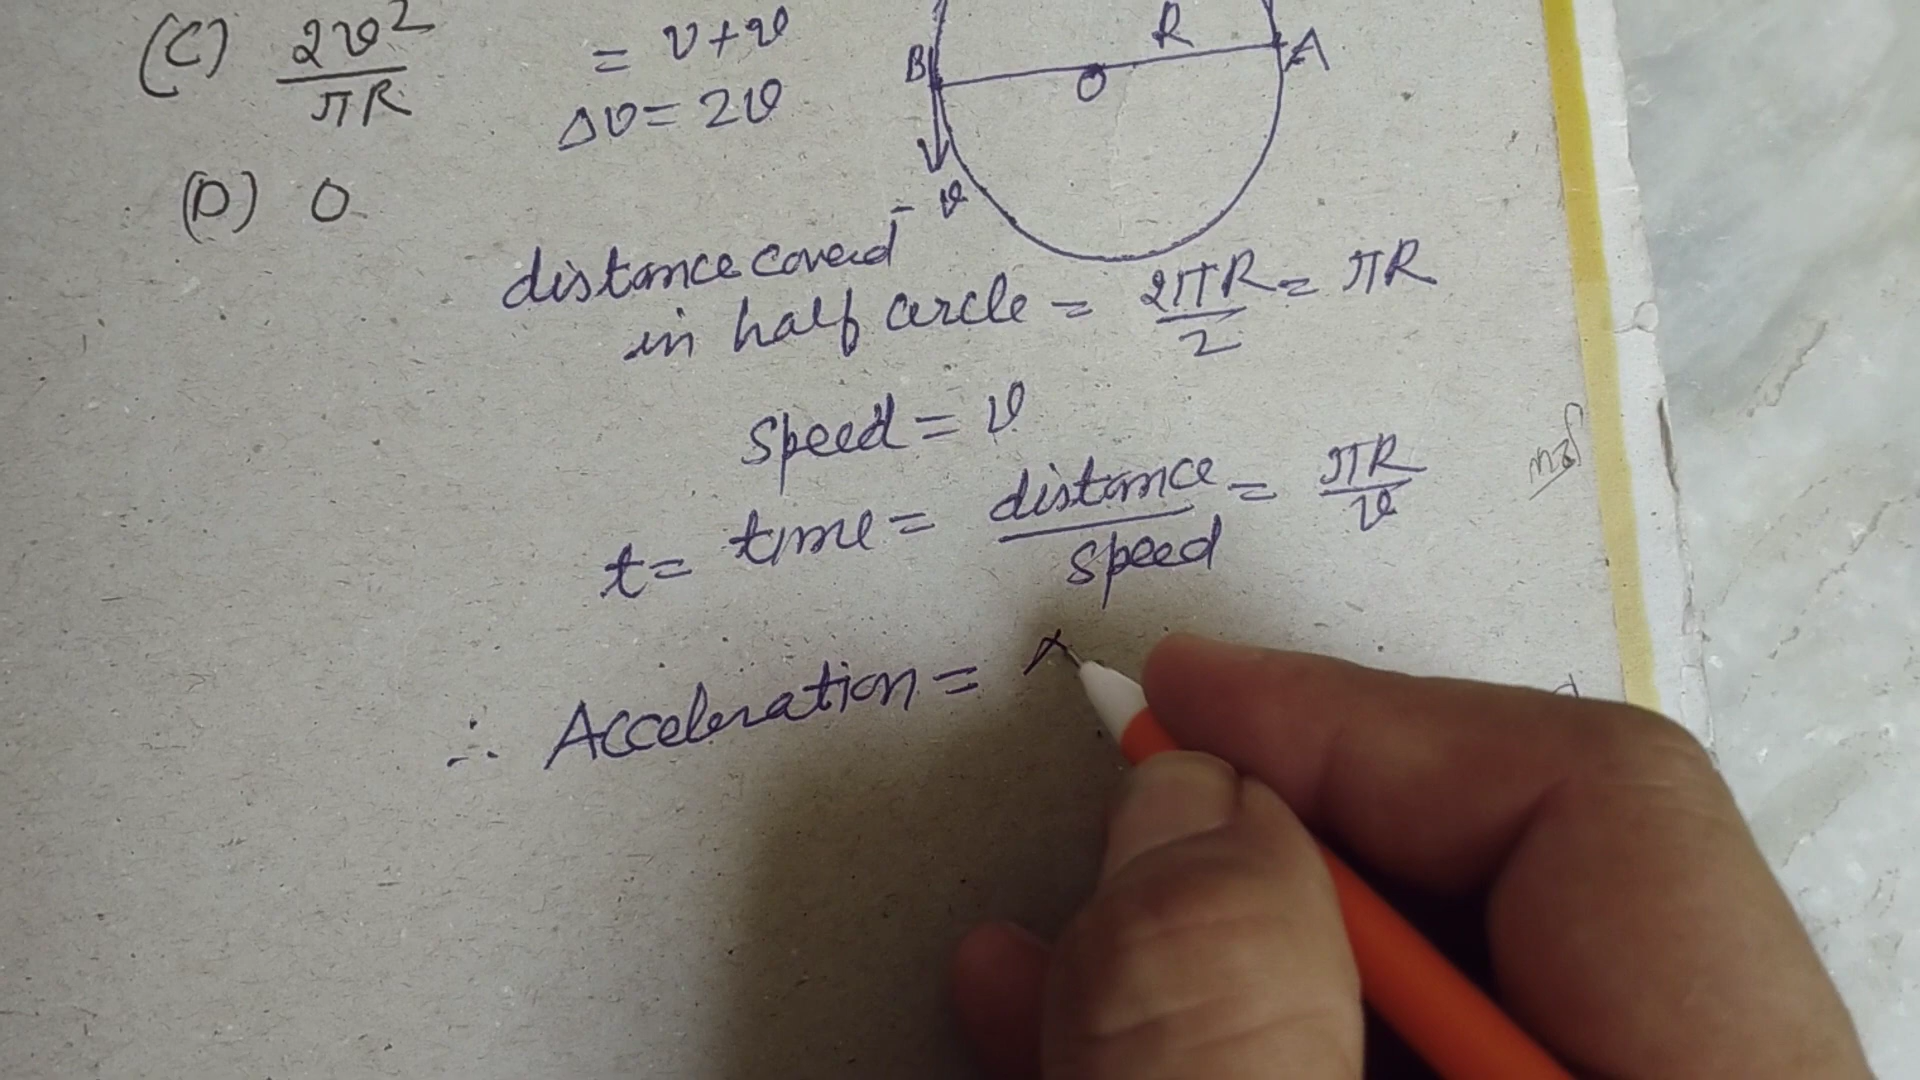 (C) 2v²/πR
= v+v
Δv = 2v
(D) 0
R
B
O
A
- v
distance covered
in half circle = 2πR/2 = πR
speed = v
t = time = distance/speed = πR/v
∴ Acceleration =